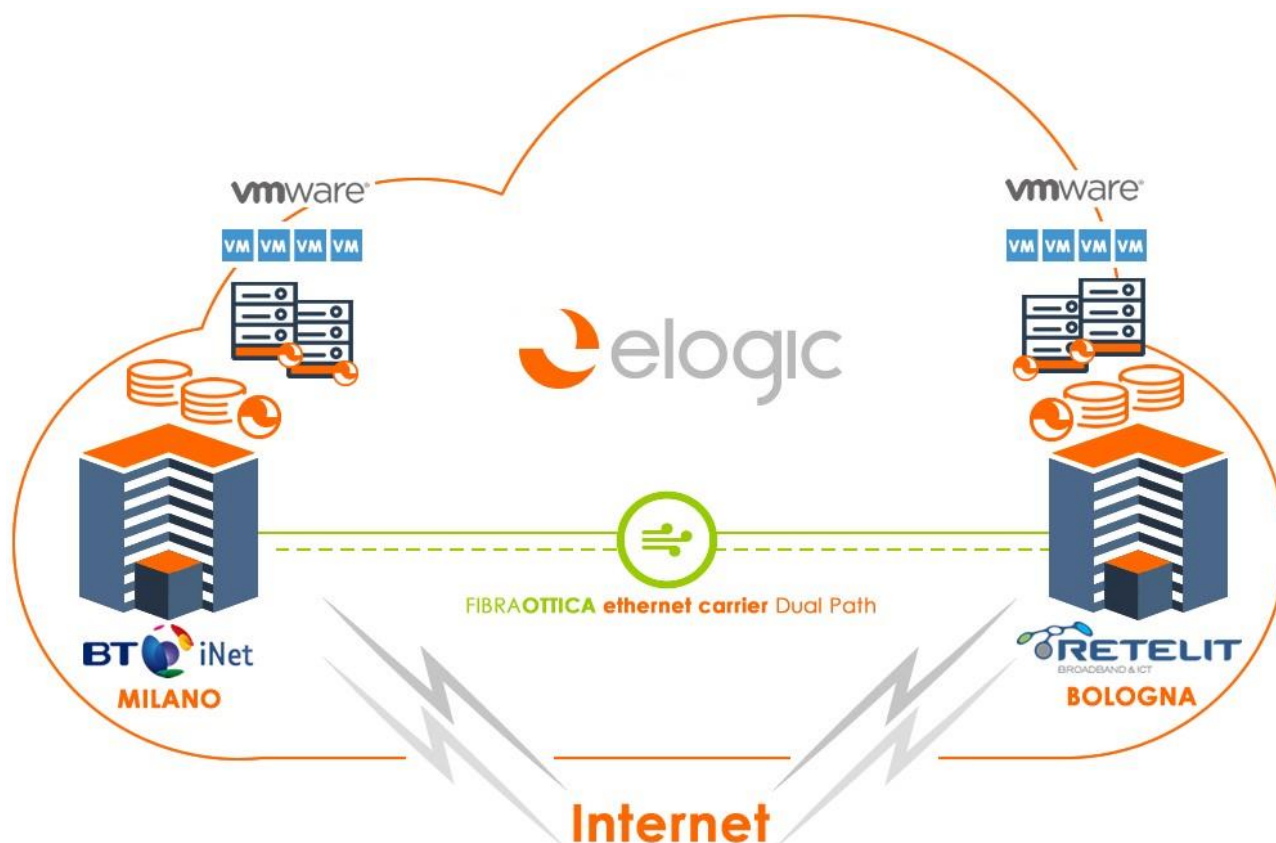 vmware®
vmware®
VM VM VM VM
VM VM VM VM
elogic
FIBRAOTTICA ethernet carrier Dual Path
BT iNet
RETELIT
BROADBAND & ICT
MILANO
BOLOGNA
Internet